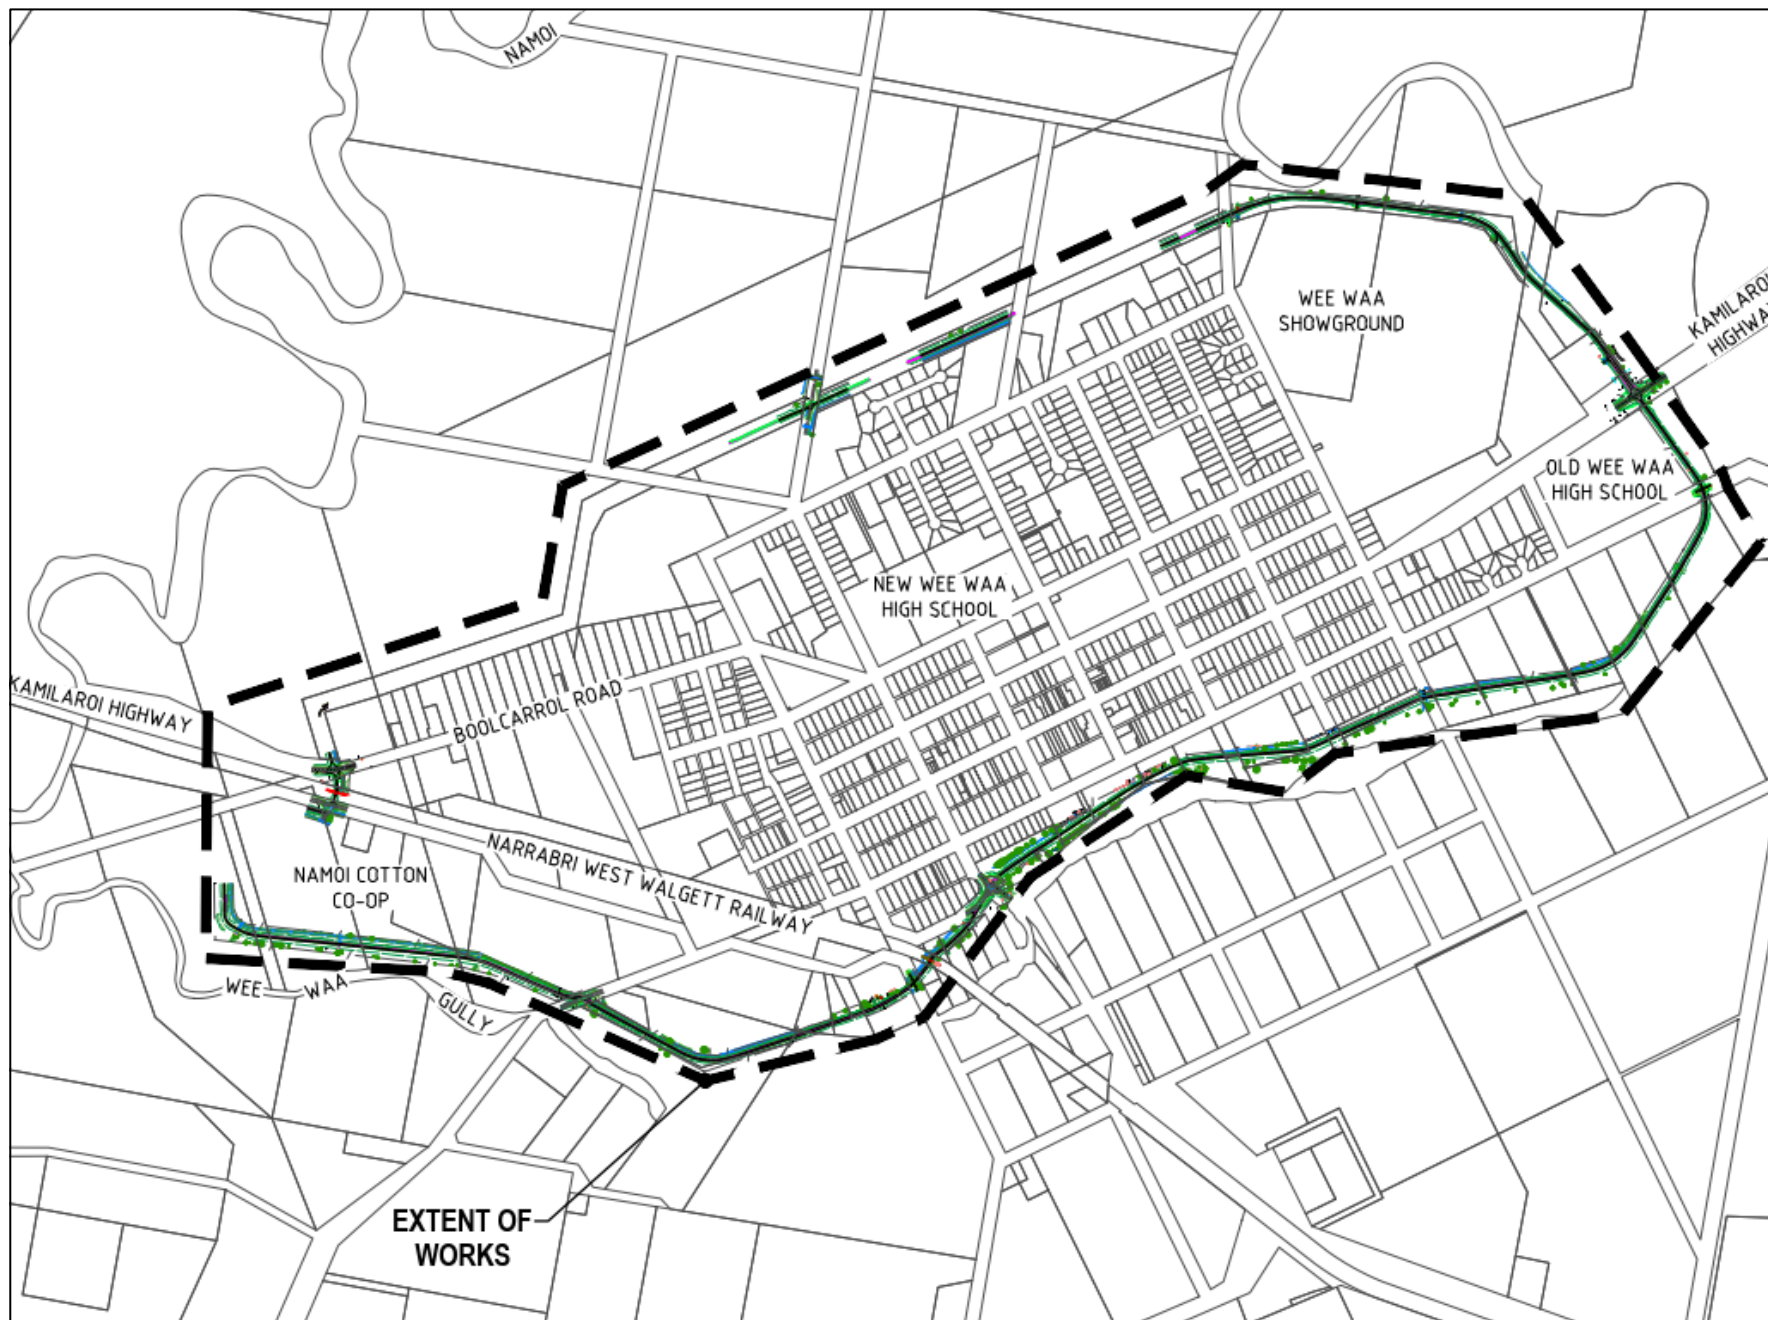 NAMOI
KAMILAROI
HIGHWAY
WEE WAA
SHOWGROUND
OLD WEE WAA
HIGH SCHOOL
NEW WEE WAA
HIGH SCHOOL
KAMILAROI HIGHWAY
BOOLCARROL ROAD
NARRABRI WEST WALGETT RAILWAY
NAMOI COTTON
CO-OP
WEE WAA GULLY
EXTENT OF
WORKS